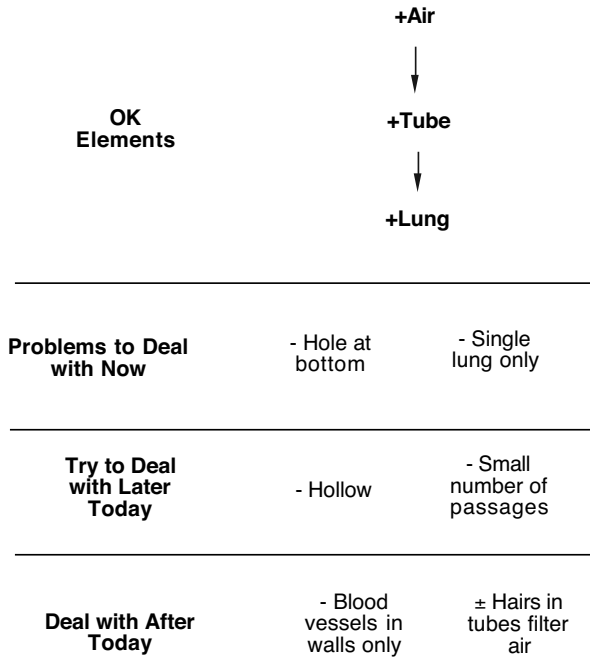 +Air
OK
Elements
+Tube
+Lung
Problems to Deal
with Now
- Hole at
bottom
- Single
lung only
Try to Deal
with Later
Today
- Hollow
- Small
number of
passages
Deal with After
Today
- Blood
vessels in
walls only
± Hairs in
tubes filter
air